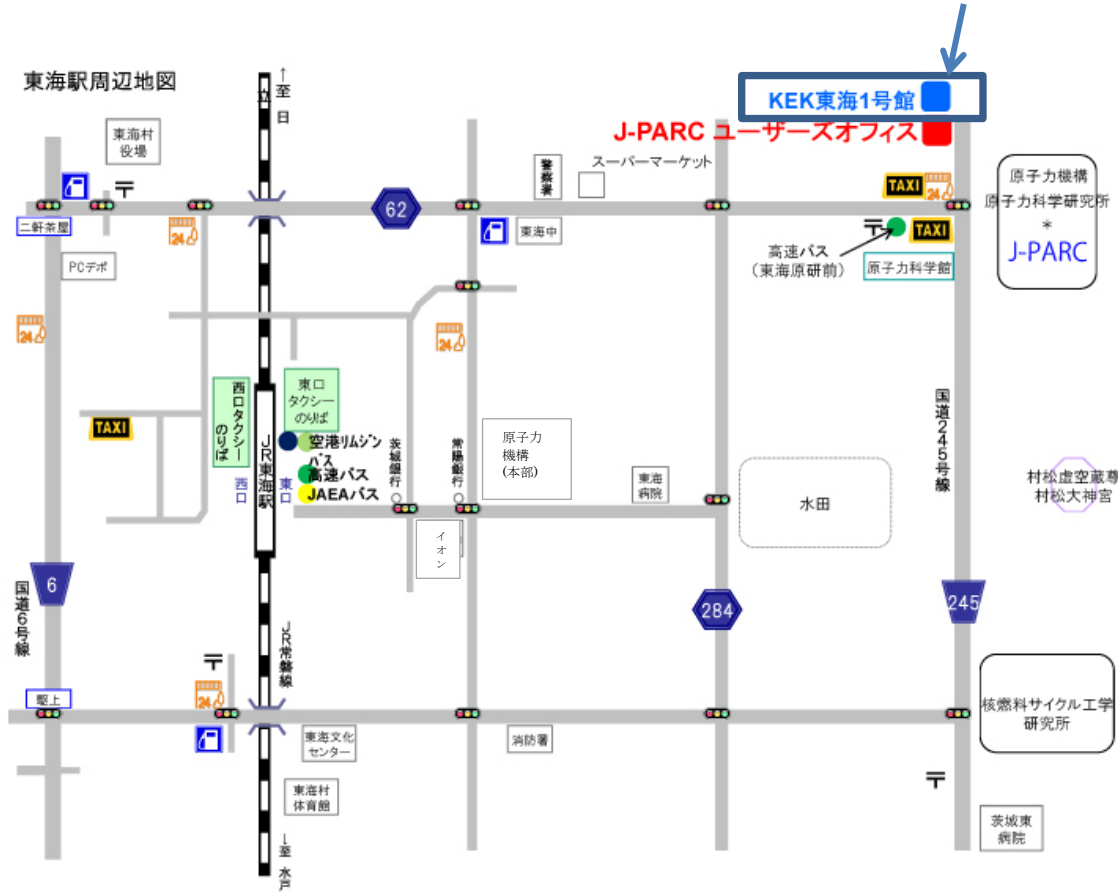 東海駅周辺地図
↑至 日立
KEK東海1号館
J-PARC ユーザーズオフィス
東海村
役場
〒
警察署
スーパーマーケット
TAXI
24
原子力機構
原子力科学研究所
*
J-PARC
62
二軒茶屋
24
東海中
〒
TAXI
高速バス
(東海原研前)
原子力科学館
PCデポ
24
24
西口タクシーのりば
東口
タクシー
のりば
TAXI
JR東海駅
西口
東口
空港リムジン
バス
高速バス
JAEAバス
茨城銀行
常陽銀行
原子力
機構
(本部)
東海
病院
水田
国道245号線
村松虚空蔵尊
村松大神宮
イオン
6
国道6号線
284
245
JR常磐線
〒
24
駆上
東海文化
センター
消防署
核燃料サイクル工学
研究所
東海村
体育館
〒
茨城東
病院
↓至 水戸